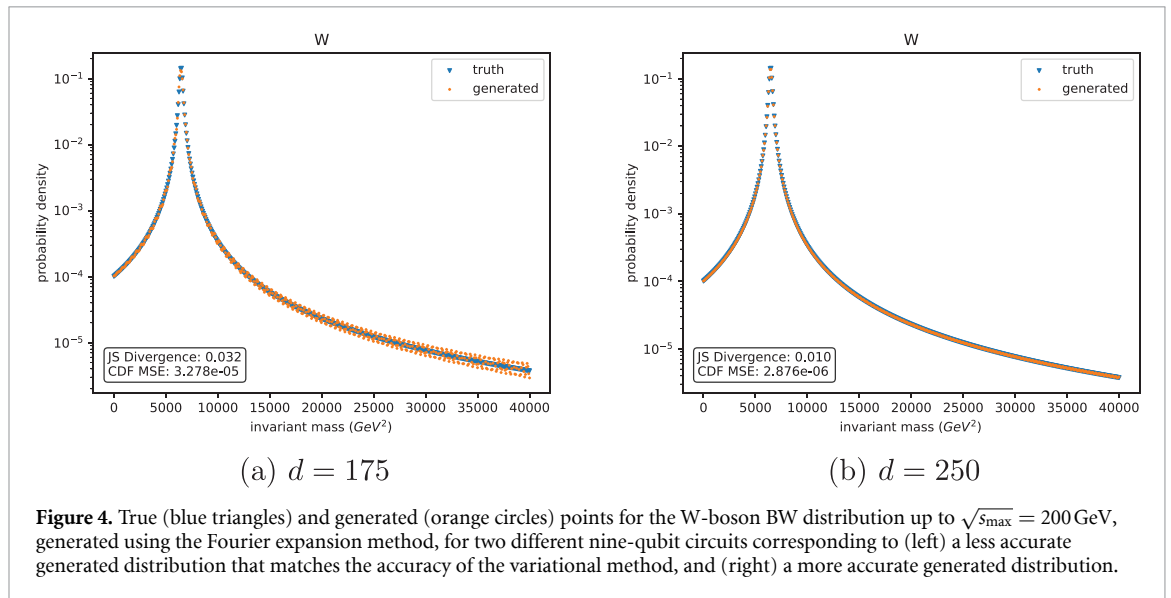 W
truth
generated
10⁻¹
10⁻²
10⁻³
10⁻⁴
10⁻⁵
probability density
JS Divergence: 0.032
CDF MSE: 3.278e-05
0 5000 10000 15000 20000 25000 30000 35000 40000
invariant mass (GeV²)
(a) d = 175
W
truth
generated
10⁻¹
10⁻²
10⁻³
10⁻⁴
10⁻⁵
probability density
JS Divergence: 0.010
CDF MSE: 2.876e-06
0 5000 10000 15000 20000 25000 30000 35000 40000
invariant mass (GeV²)
(b) d = 250
Figure 4. True (blue triangles) and generated (orange circles) points for the W-boson BW distribution up to √s_max = 200 GeV,
generated using the Fourier expansion method, for two different nine-qubit circuits corresponding to (left) a less accurate
generated distribution that matches the accuracy of the variational method, and (right) a more accurate generated distribution.